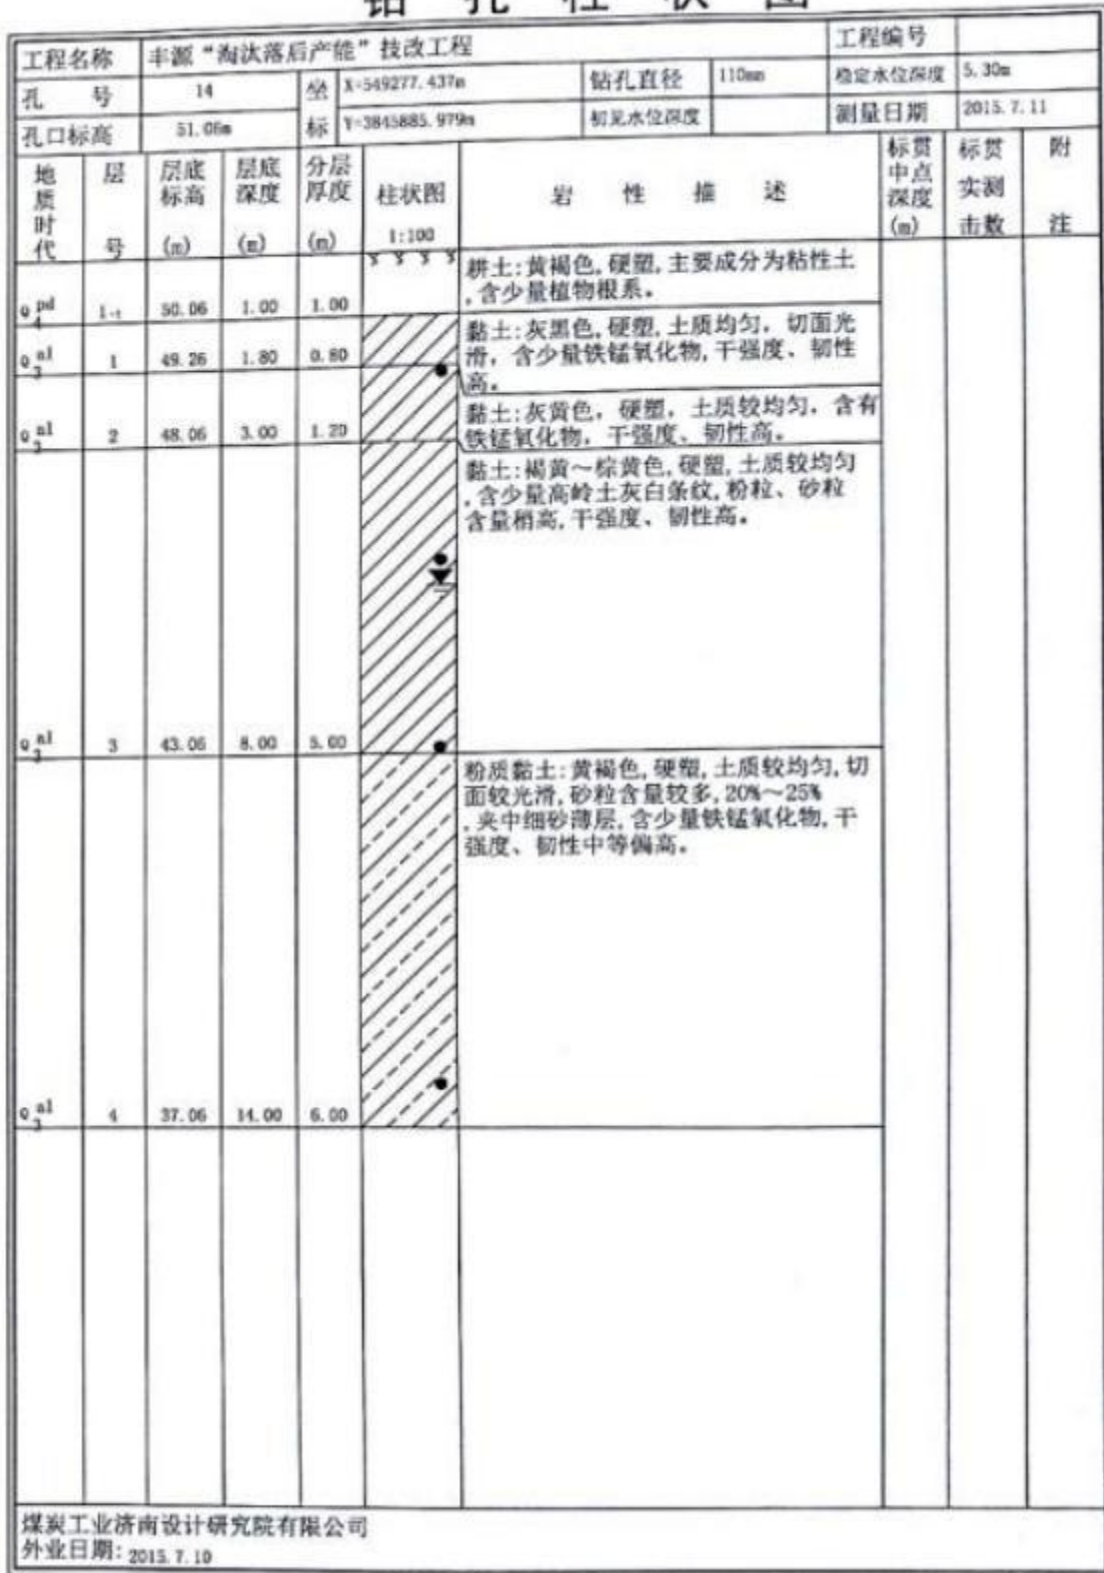 钻 孔 柱 状 图
工程名称 丰源“淘汰落后产能”技改工程 工程编号
孔 号 14 坐标 X=549277.437m 钻孔直径 110mm 稳定水位深度 5.30m
孔口标高 51.06m Y=3845885.979m 初见水位深度 测量日期 2015.7.11
地质时代 层号 层底标高(m) 层底深度(m) 分层厚度(m) 柱状图 1:100 岩 性 描 述 标贯中点深度(m) 标贯实测击数 附注
耕土:黄褐色,硬塑,主要成分为粘性土
,含少量植物根系。
Q4pd 1-1 50.06 1.00 1.00
黏土:灰黑色,硬塑,土质均匀,切面光
滑,含少量铁锰氧化物,干强度、韧性
高。
Q3al 1 49.26 1.80 0.80
黏土:灰黄色,硬塑,土质较均匀,含有
铁锰氧化物,干强度、韧性高。
Q3al 2 48.06 3.00 1.20
黏土:褐黄～棕黄色,硬塑,土质较均匀
,含少量高岭土灰白条纹,粉粒、砂粒
含量稍高,干强度、韧性高。
Q3al 3 43.06 8.00 5.00
粉质黏土:黄褐色,硬塑,土质较均匀,切
面较光滑,砂粒含量较多,20%～25%
,夹中细砂薄层,含少量铁锰氧化物,干
强度、韧性中等偏高。
Q3al 4 37.06 14.00 6.00
煤炭工业济南设计研究院有限公司
外业日期:2015.7.10